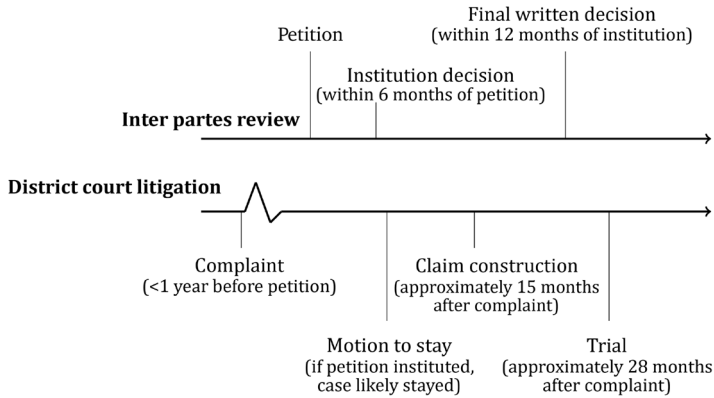 Final written decision
(within 12 months of institution)
Petition
Institution decision
(within 6 months of petition)
Inter partes review
District court litigation
Complaint
(<1 year before petition)
Claim construction
(approximately 15 months
after complaint)
Motion to stay
(if petition instituted,
case likely stayed)
Trial
(approximately 28 months
after complaint)